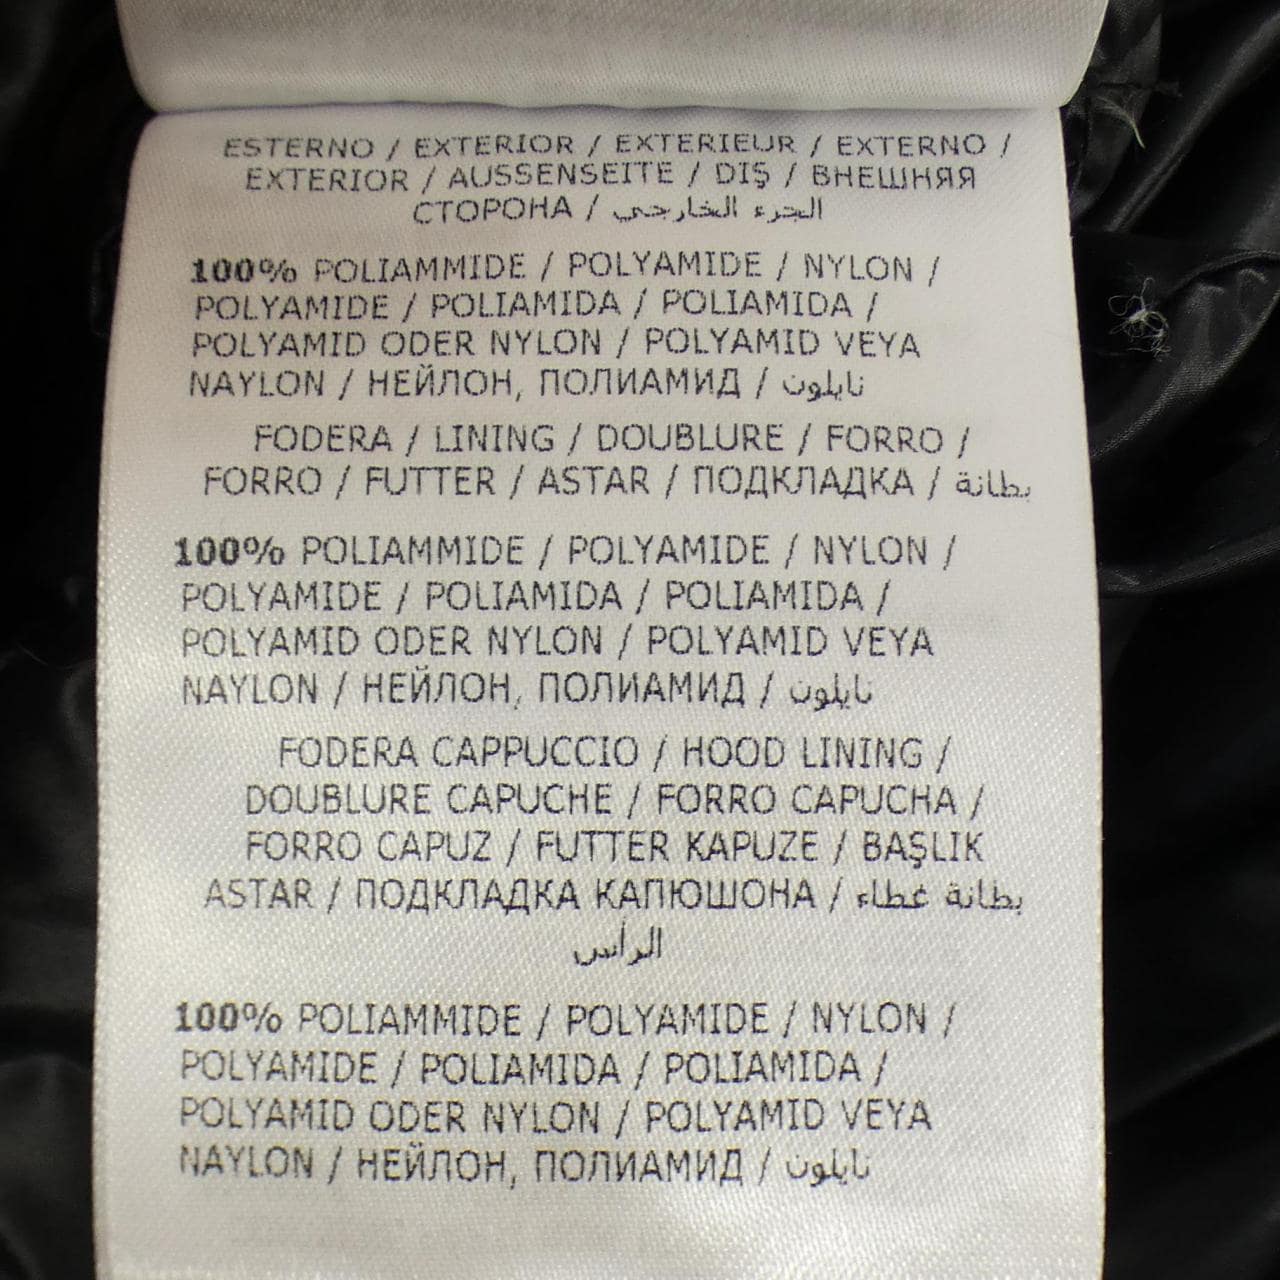 ESTERNO / EXTERIOR / EXTERIEUR / EXTERNO /
EXTERIOR / AUSSENSEITE / DIŞ / ВНЕШНЯЯ
СТОРОНА / الجزء الخارجي
100% POLIAMMIDE / POLYAMIDE / NYLON /
POLYAMIDE / POLIAMIDA / POLIAMIDA /
POLYAMID ODER NYLON / POLYAMID VEYA
NAYLON / НЕЙЛОН, ПОЛИАМИД / نايلون
FODERA / LINING / DOUBLURE / FORRO /
FORRO / FUTTER / ASTAR / ПОДКЛАДКА / بطانة
100% POLIAMMIDE / POLYAMIDE / NYLON /
POLYAMIDE / POLIAMIDA / POLIAMIDA /
POLYAMID ODER NYLON / POLYAMID VEYA
NAYLON / НЕЙЛОН, ПОЛИАМИД / نايلون
FODERA CAPPUCCIO / HOOD LINING /
DOUBLURE CAPUCHE / FORRO CAPUCHA /
FORRO CAPUZ / FUTTER KAPUZE / BAŞLIK
ASTAR / ПОДКЛАДКА КАПЮШОНА / بطانة غطاء
الرأس
100% POLIAMMIDE / POLYAMIDE / NYLON /
POLYAMIDE / POLIAMIDA / POLIAMIDA /
POLYAMID ODER NYLON / POLYAMID VEYA
NAYLON / НЕЙЛОН, ПОЛИАМИД / نايلون